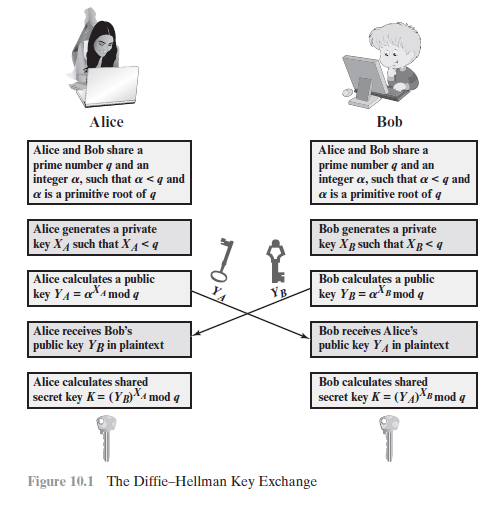 Alice
Bob
Alice and Bob share a
prime number q and an
integer α, such that α < q and
α is a primitive root of q
Alice and Bob share a
prime number q and an
integer α, such that α < q and
α is a primitive root of q
Alice generates a private
key X_A such that X_A < q
Bob generates a private
key X_B such that X_B < q
Alice calculates a public
key Y_A = α^X_A mod q
Y_A
Y_B
Bob calculates a public
key Y_B = α^X_B mod q
Alice receives Bob's
public key Y_B in plaintext
Bob receives Alice's
public key Y_A in plaintext
Alice calculates shared
secret key K = (Y_B)^X_A mod q
Bob calculates shared
secret key K = (Y_A)^X_B mod q
Figure 10.1 The Diffie–Hellman Key Exchange